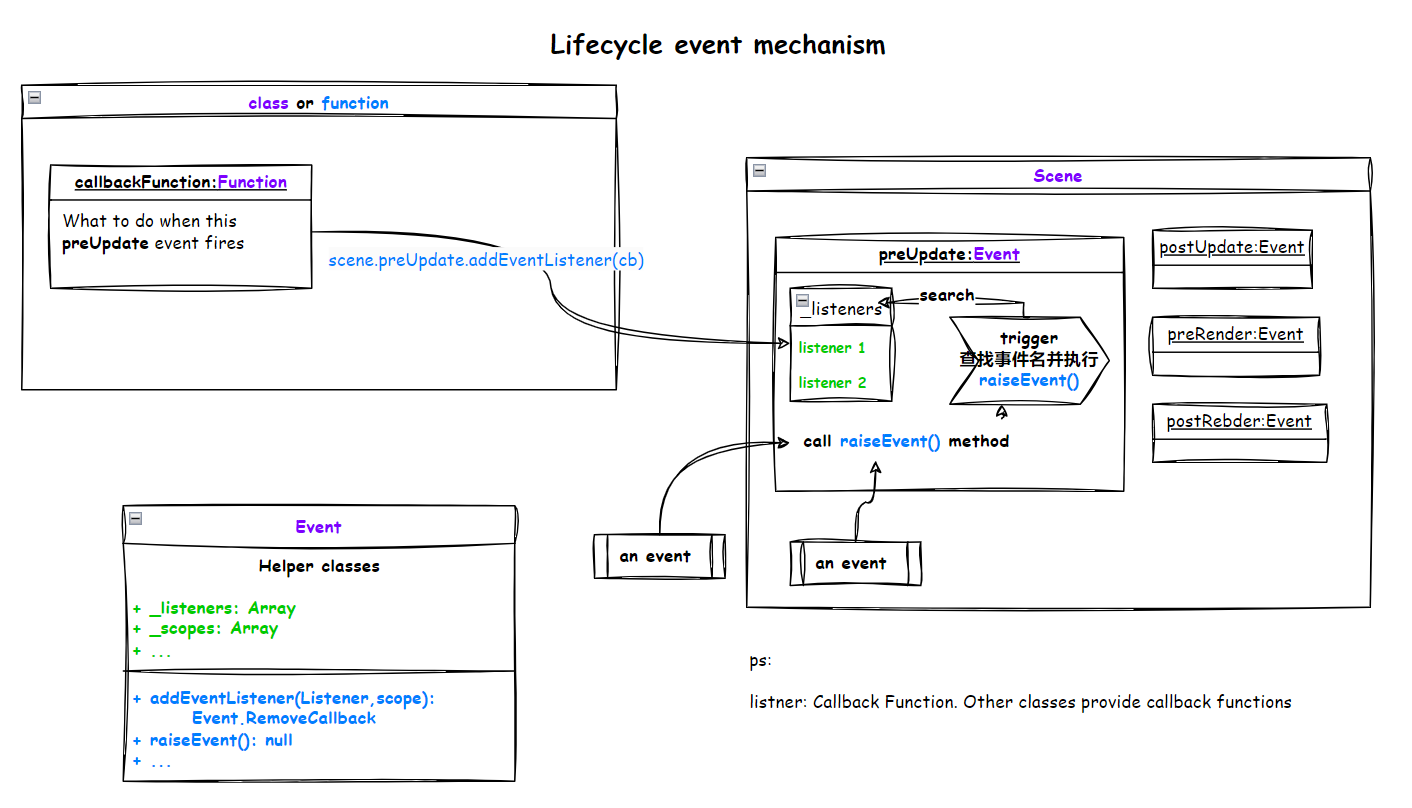 Lifecycle event mechanism
class or function
callbackFunction:Function
What to do when this
preUpdate event fires
scene.preUpdate.addEventListener(cb)
Scene
preUpdate:Event
_listeners
search
listener 1
listener 2
trigger
查找事件名并执行
raiseEvent()
call raiseEvent() method
postUpdate:Event
preRender:Event
postRebder:Event
an event
an event
Event
Helper classes
+ _listeners: Array
+ _scopes: Array
+ ...
+ addEventListener(Listener,scope):
Event.RemoveCallback
+ raiseEvent(): null
+ ...
ps:
listner: Callback Function. Other classes provide callback functions